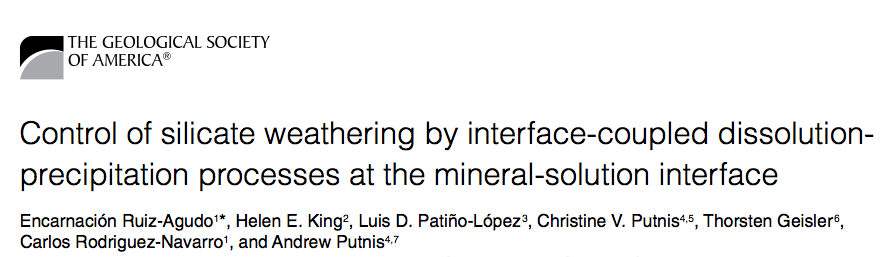 THE GEOLOGICAL SOCIETY
OF AMERICA®
Control of silicate weathering by interface-coupled dissolution-
precipitation processes at the mineral-solution interface
Encarnación Ruiz-Agudo¹*, Helen E. King², Luis D. Patiño-López³, Christine V. Putnis⁴,⁵, Thorsten Geisler⁶,
Carlos Rodriguez-Navarro¹, and Andrew Putnis⁴,⁷